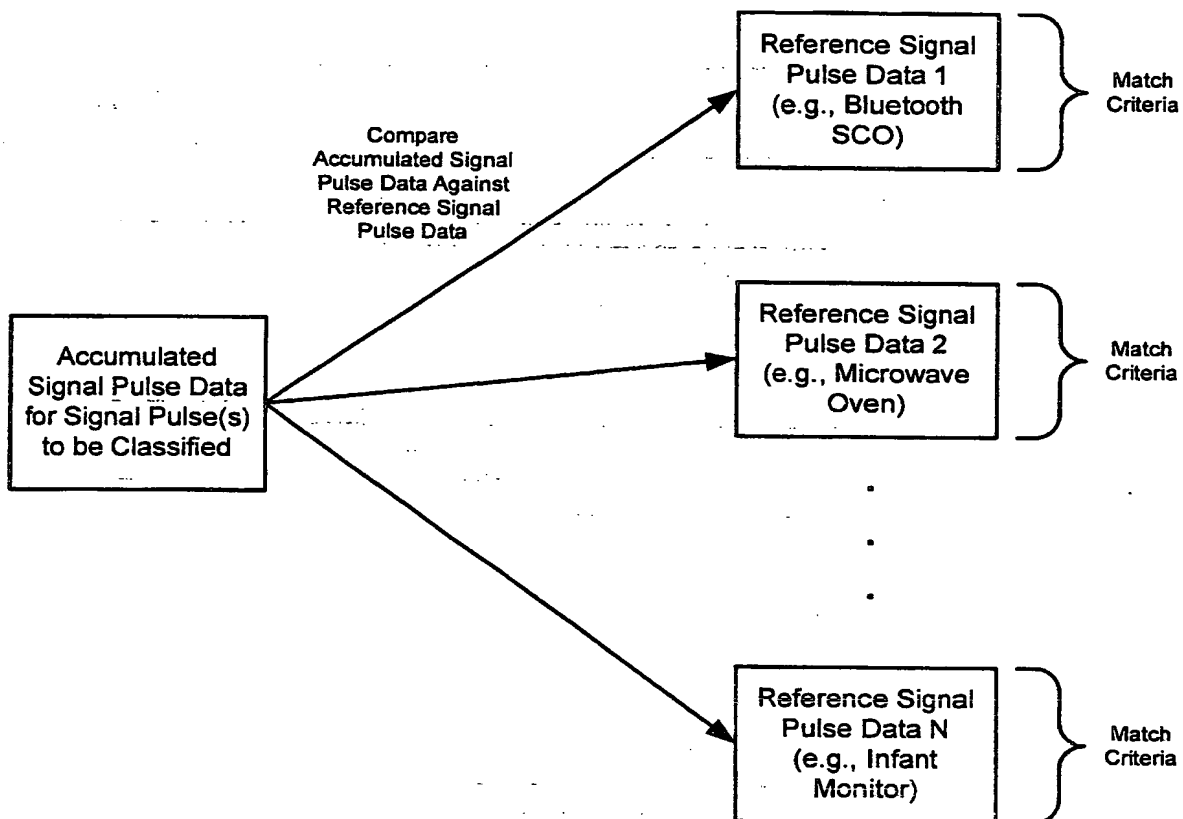 Reference Signal
Pulse Data 1
(e.g., Bluetooth
SCO)
Match
Criteria
Compare
Accumulated Signal
Pulse Data Against
Reference Signal
Pulse Data
Accumulated
Signal Pulse Data
for Signal Pulse(s)
to be Classified
Reference Signal
Pulse Data 2
(e.g., Microwave
Oven)
Match
Criteria
Reference Signal
Pulse Data N
(e.g., Infant
Monitor)
Match
Criteria